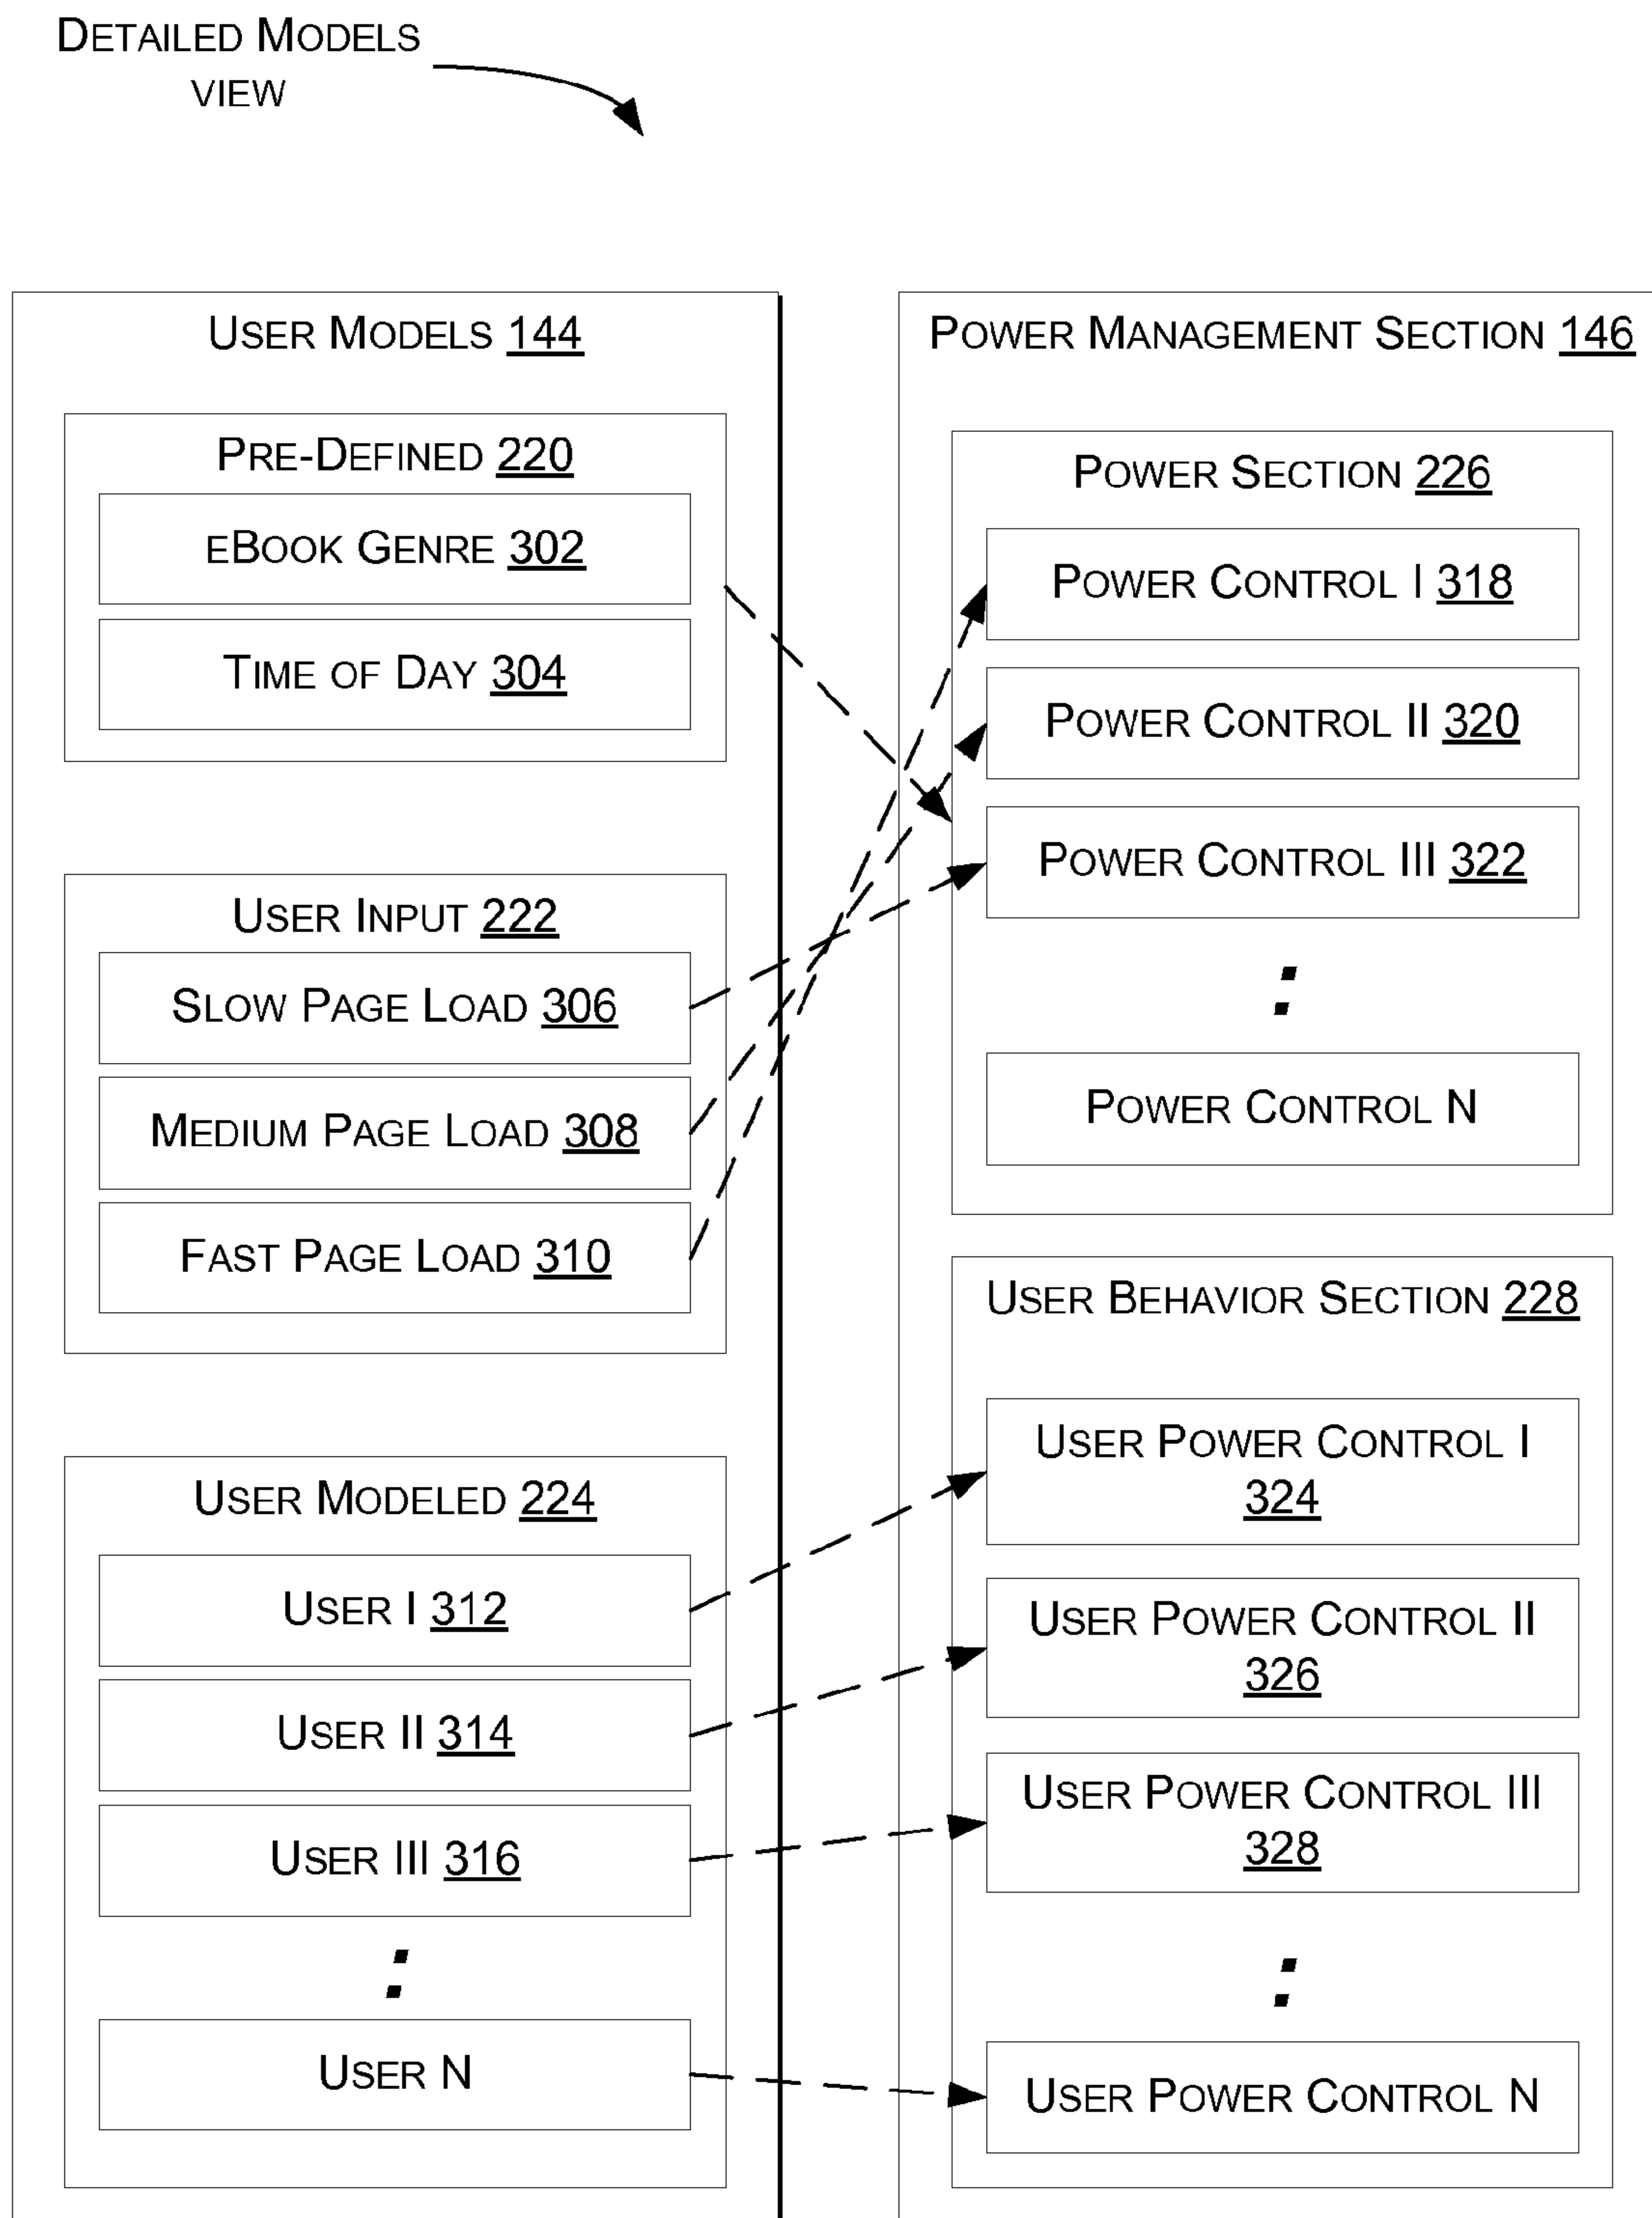 DETAILED MODELS
VIEW
USER MODELS 144
PRE-DEFINED 220
EBOOK GENRE 302
TIME OF DAY 304
USER INPUT 222
SLOW PAGE LOAD 306
MEDIUM PAGE LOAD 308
FAST PAGE LOAD 310
USER MODELED 224
USER I 312
USER II 314
USER III 316
USER N
POWER MANAGEMENT SECTION 146
POWER SECTION 226
POWER CONTROL I 318
POWER CONTROL II 320
POWER CONTROL III 322
POWER CONTROL N
USER BEHAVIOR SECTION 228
USER POWER CONTROL I
324
USER POWER CONTROL II
326
USER POWER CONTROL III
328
USER POWER CONTROL N